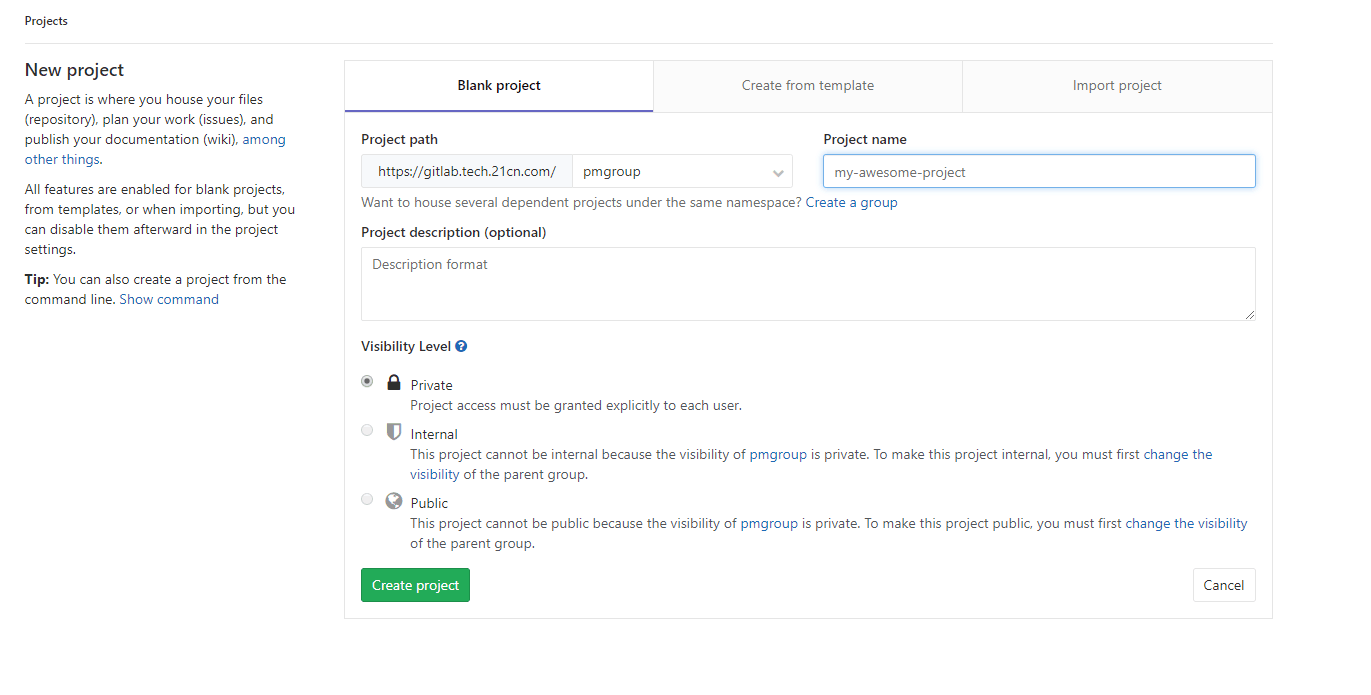 Projects
New project
A project is where you house your files
(repository), plan your work (issues), and
publish your documentation (wiki), among
other things.
All features are enabled for blank projects,
from templates, or when importing, but you
can disable them afterward in the project
settings.
Tip: You can also create a project from the
command line. Show command
Blank project
Create from template
Import project
Project path
Project name
https://gitlab.tech.21cn.com/
pmgroup
my-awesome-project
Want to house several dependent projects under the same namespace? Create a group
Project description (optional)
Description format
Visibility Level
Private
Project access must be granted explicitly to each user.
Internal
This project cannot be internal because the visibility of pmgroup is private. To make this project internal, you must first change the
visibility of the parent group.
Public
This project cannot be public because the visibility of pmgroup is private. To make this project public, you must first change the visibility
of the parent group.
Create project
Cancel